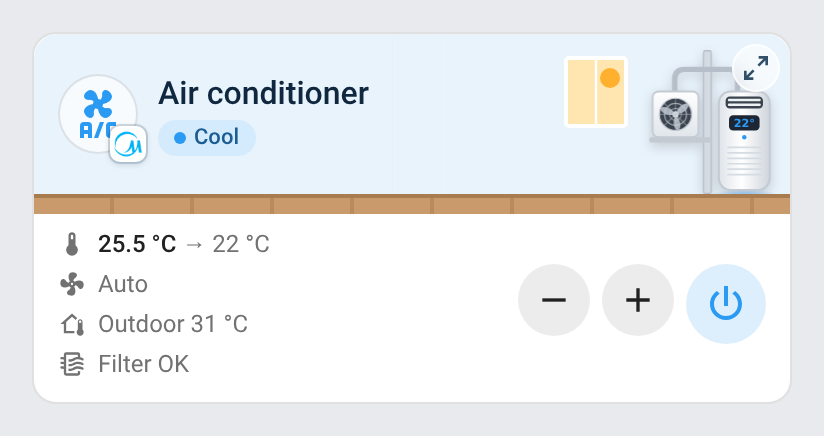 Air conditioner
A/C
Cool
22°
25.5 °C → 22 °C
Auto
Outdoor 31 °C
Filter OK